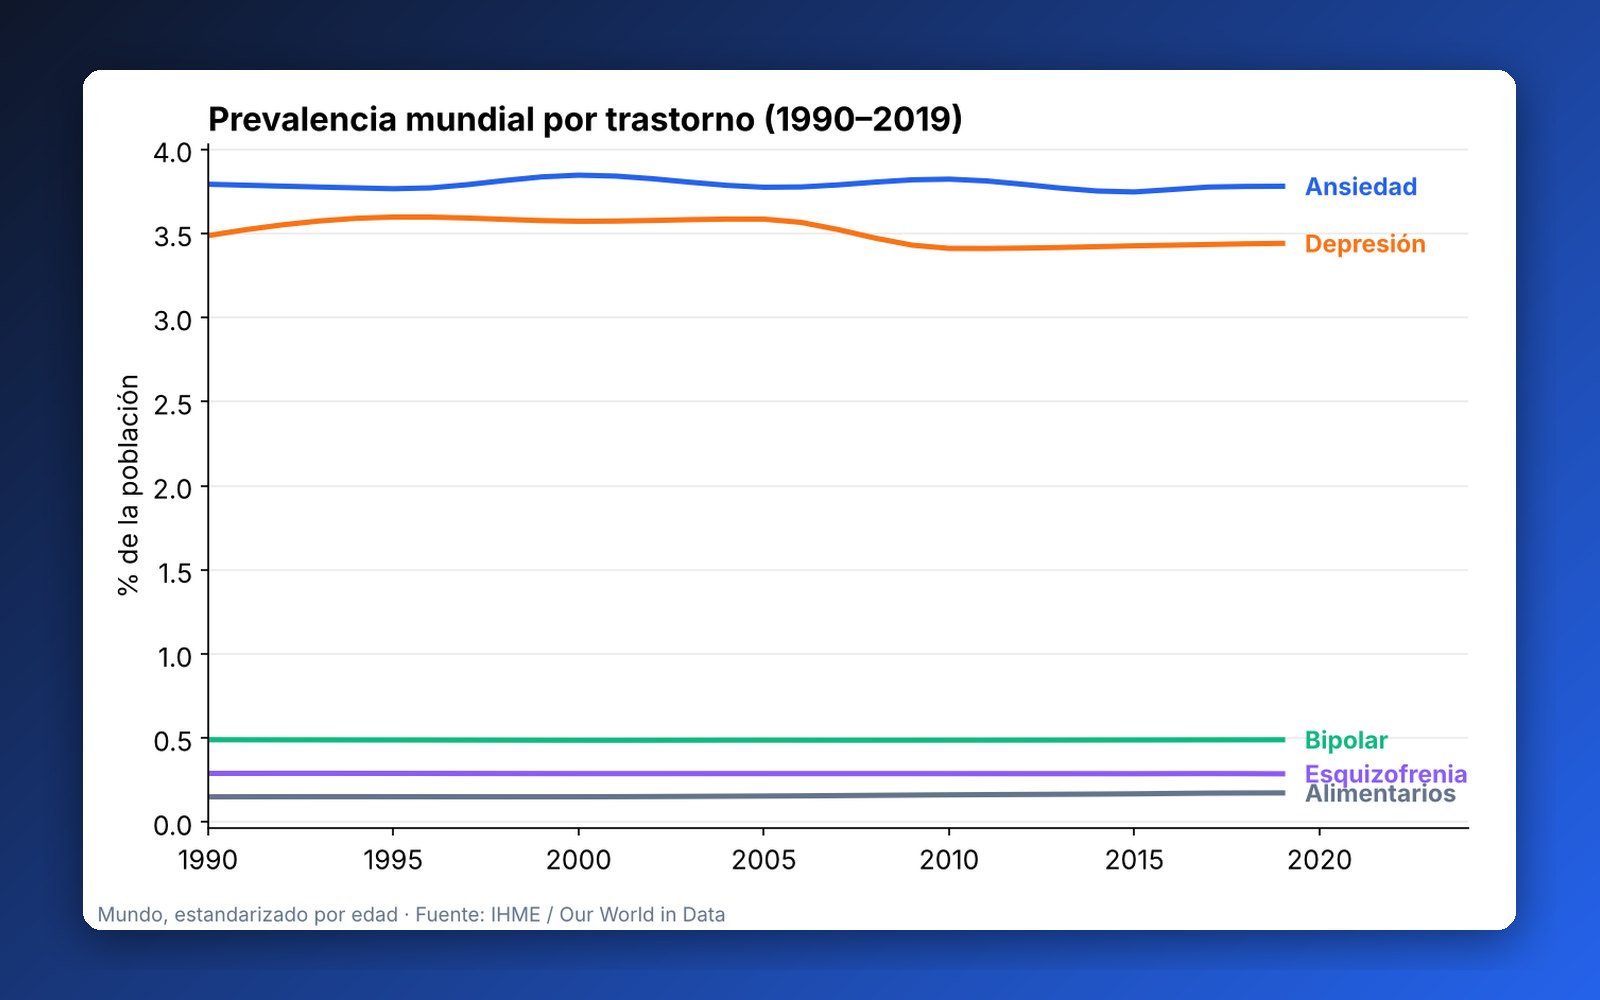 Prevalencia mundial por trastorno (1990–2019)
4.0
3.5
3.0
2.5
2.0
1.5
1.0
0.5
0.0
% de la población
Ansiedad
Depresión
Bipolar
Esquizofrenia
Alimentarios
1990 1995 2000 2005 2010 2015 2020
Mundo, estandarizado por edad · Fuente: IHME / Our World in Data